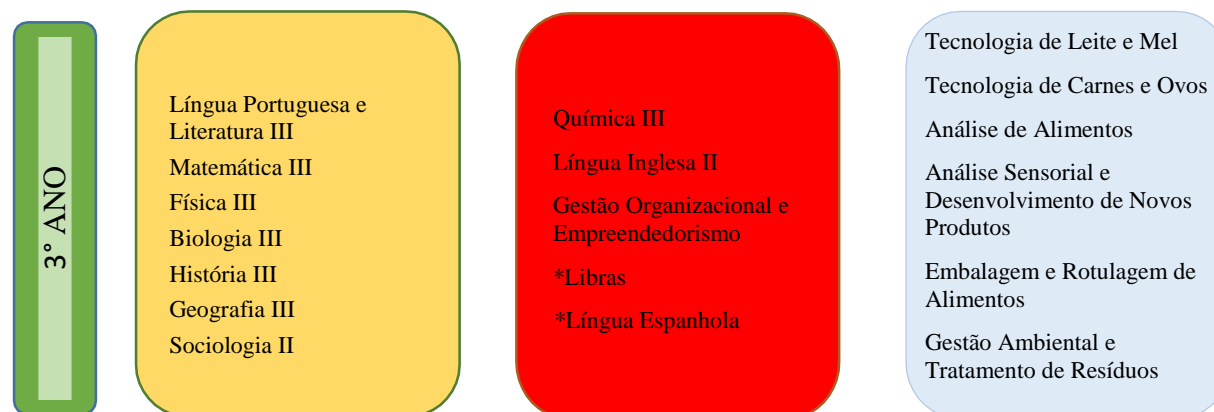 3° ANO
Língua Portuguesa e
Literatura III
Matemática III
Física III
Biologia III
História III
Geografia III
Sociologia II
Química III
Língua Inglesa II
Gestão Organizacional e
Empreendedorismo
*Libras
*Língua Espanhola
Tecnologia de Leite e Mel
Tecnologia de Carnes e Ovos
Análise de Alimentos
Análise Sensorial e
Desenvolvimento de Novos
Produtos
Embalagem e Rotulagem de
Alimentos
Gestão Ambiental e
Tratamento de Resíduos